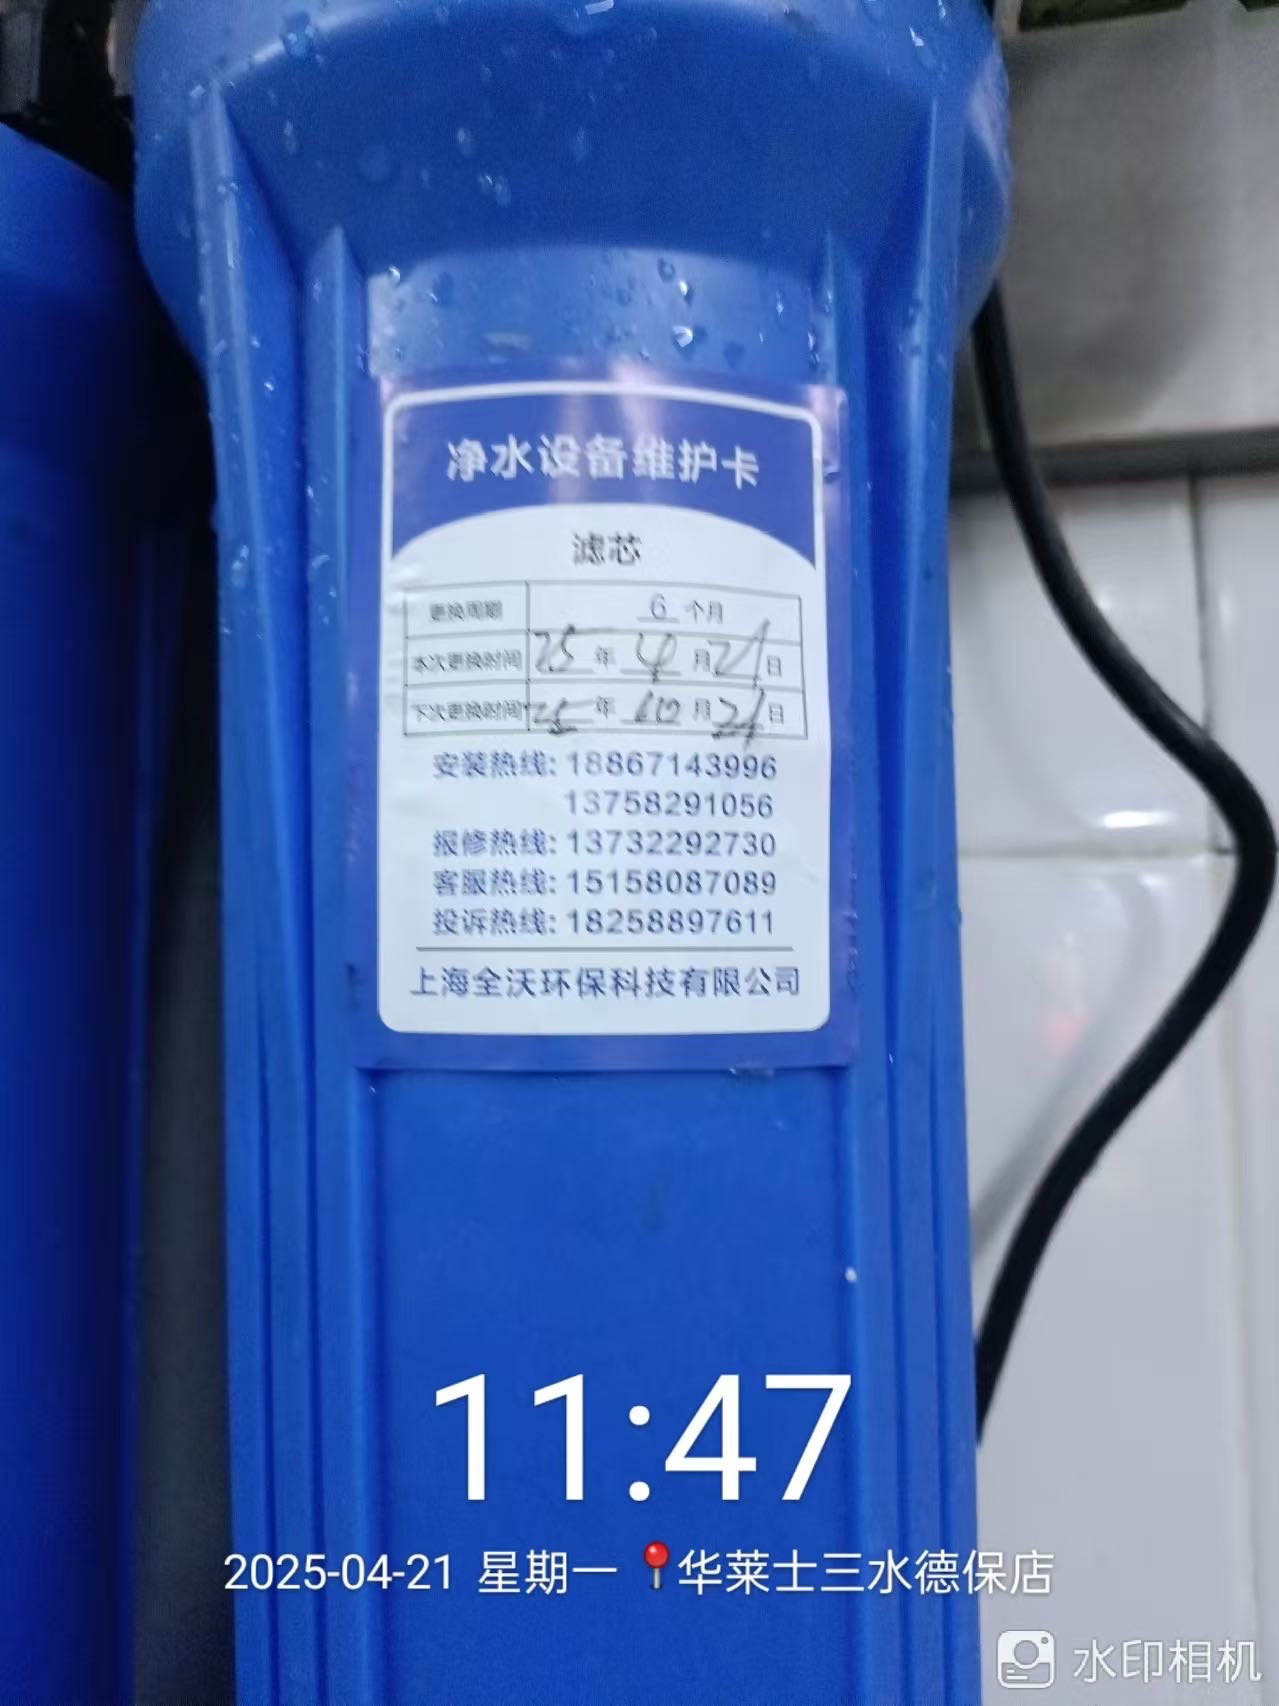 净水设备维护卡
滤芯
更换周期 6 个月
本次更换时间 25 年 4 月 21 日
下次更换时间 25 年 10 月 21 日
安装热线: 18867143996
13758291056
报修热线: 13732292730
客服热线: 15158087089
投诉热线: 18258897611
上海全沃环保科技有限公司
11:47
2025-04-21 星期一 📍华莱士三水德保店
水印相机